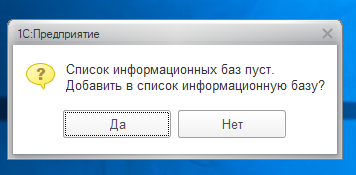 1С:Предприятие
Список информационных баз пуст.
Добавить в список информационную базу?
Да
Нет